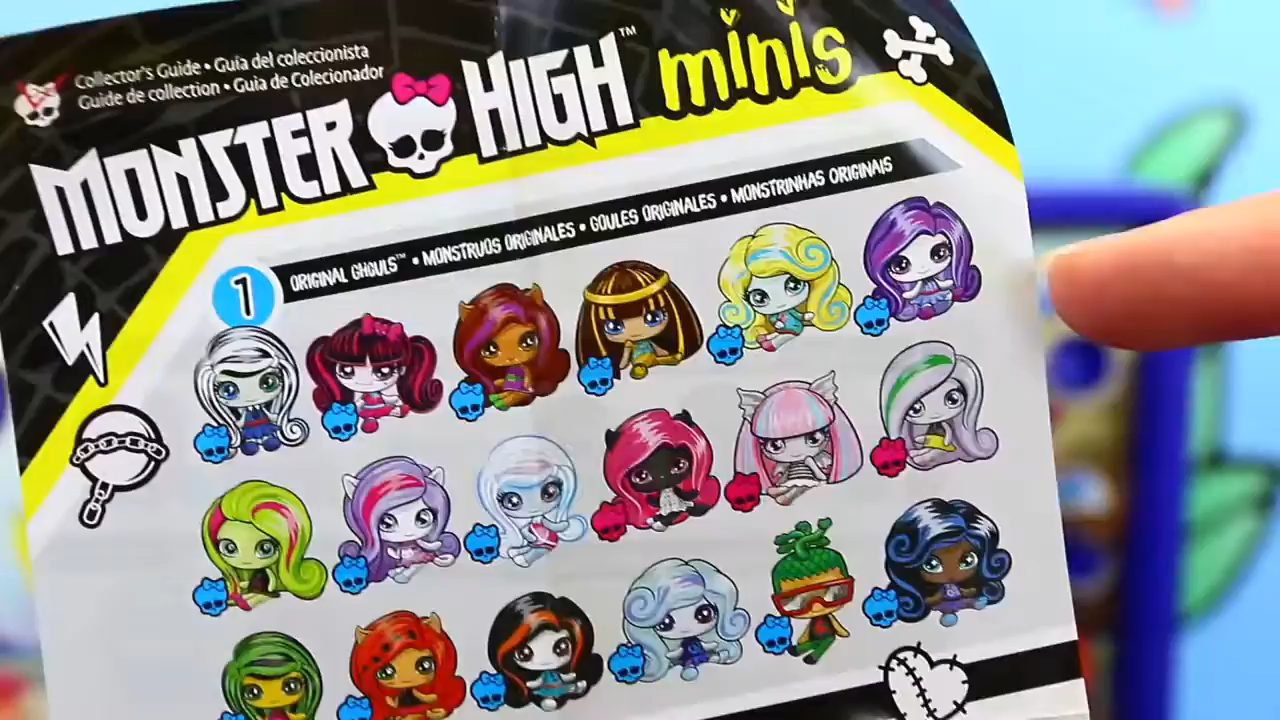 Collector's Guide • Guía del coleccionista
Guide de collection • Guia de Colecionador
MONSTER HIGH™ minis
1 ORIGINAL GHOULS™ • MONSTRUOS ORIGINALES • GOULES ORIGINALES • MONSTRINHAS ORIGINAIS